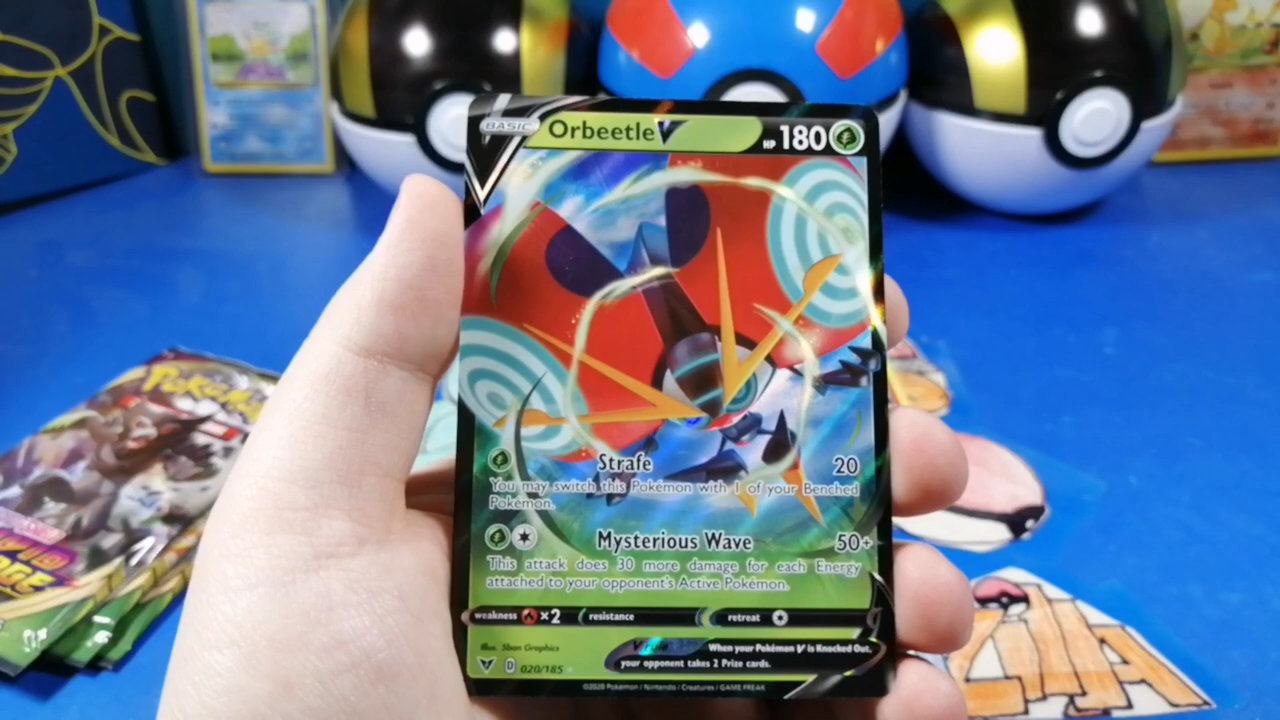 BASIC
Orbeetle V
HP 180
Strafe 20
You may switch this Pokémon with 1 of your Benched
Pokémon.
Mysterious Wave 50+
This attack does 30 more damage for each Energy
attached to your opponent's Active Pokémon.
weakness ×2 resistance retreat
Illus. 5ban Graphics
V rule When your Pokémon V is Knocked Out,
your opponent takes 2 Prize cards.
D 020/185
©2020 Pokémon / Nintendo / Creatures / GAME FREAK
POKéMON